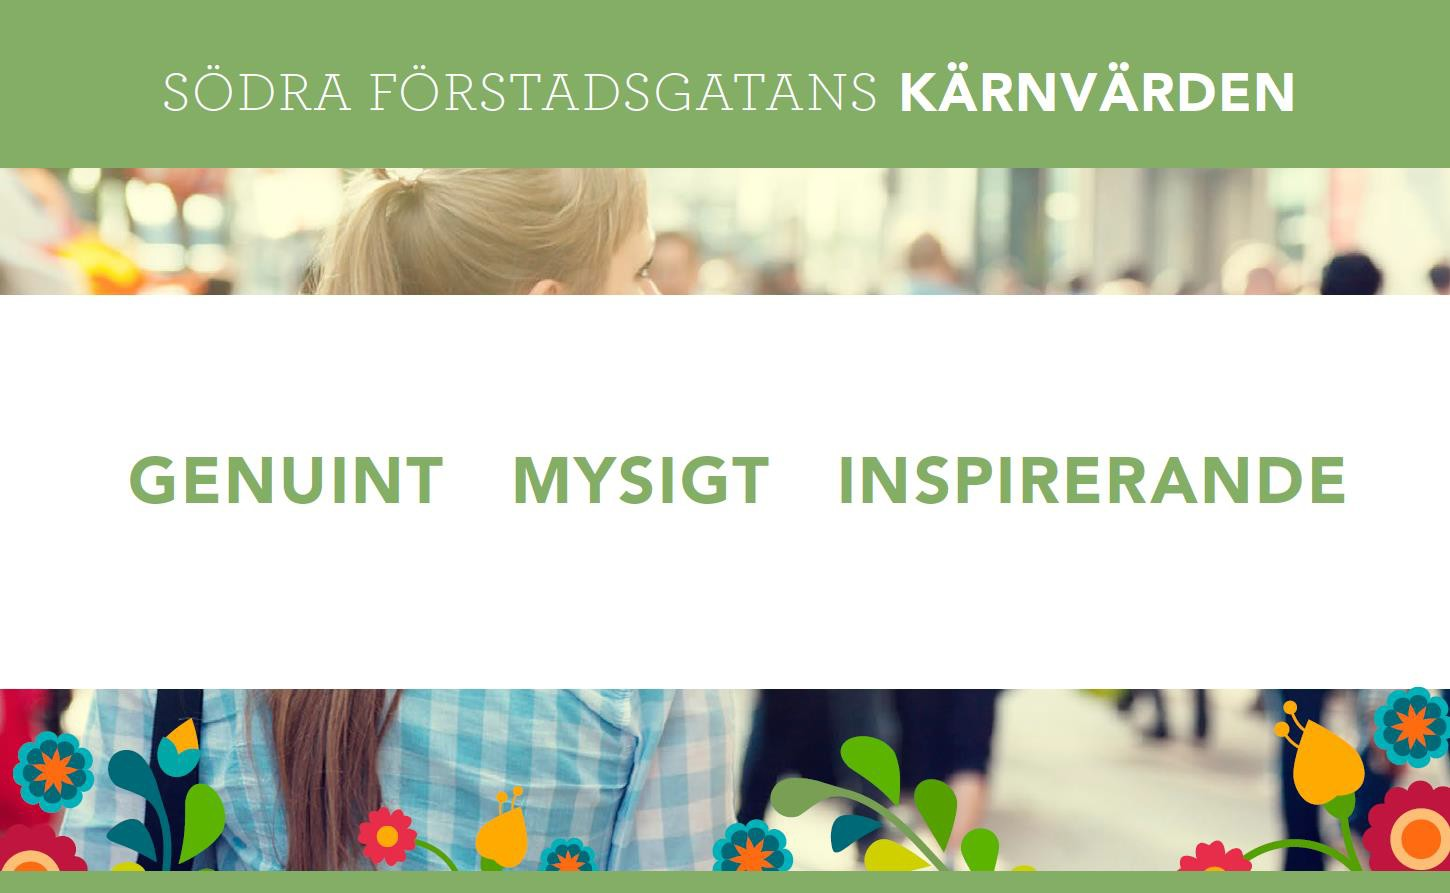 SÖDRA FÖRSTADSGATANS KÄRNVÄRDEN
GENUINT MYSIGT INSPIRERANDE